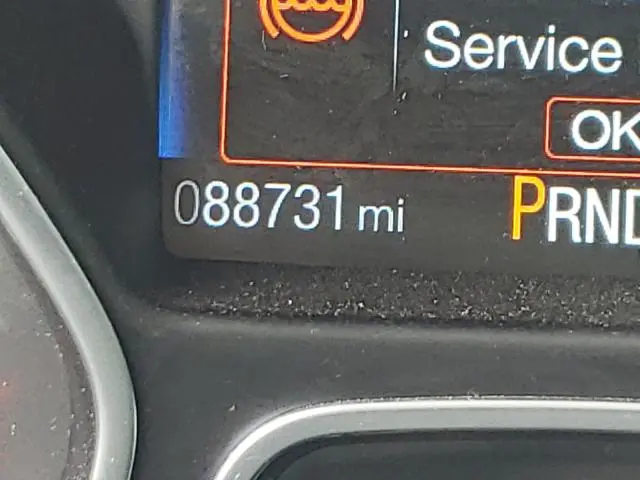 Service
OK
088731 mi
PRND